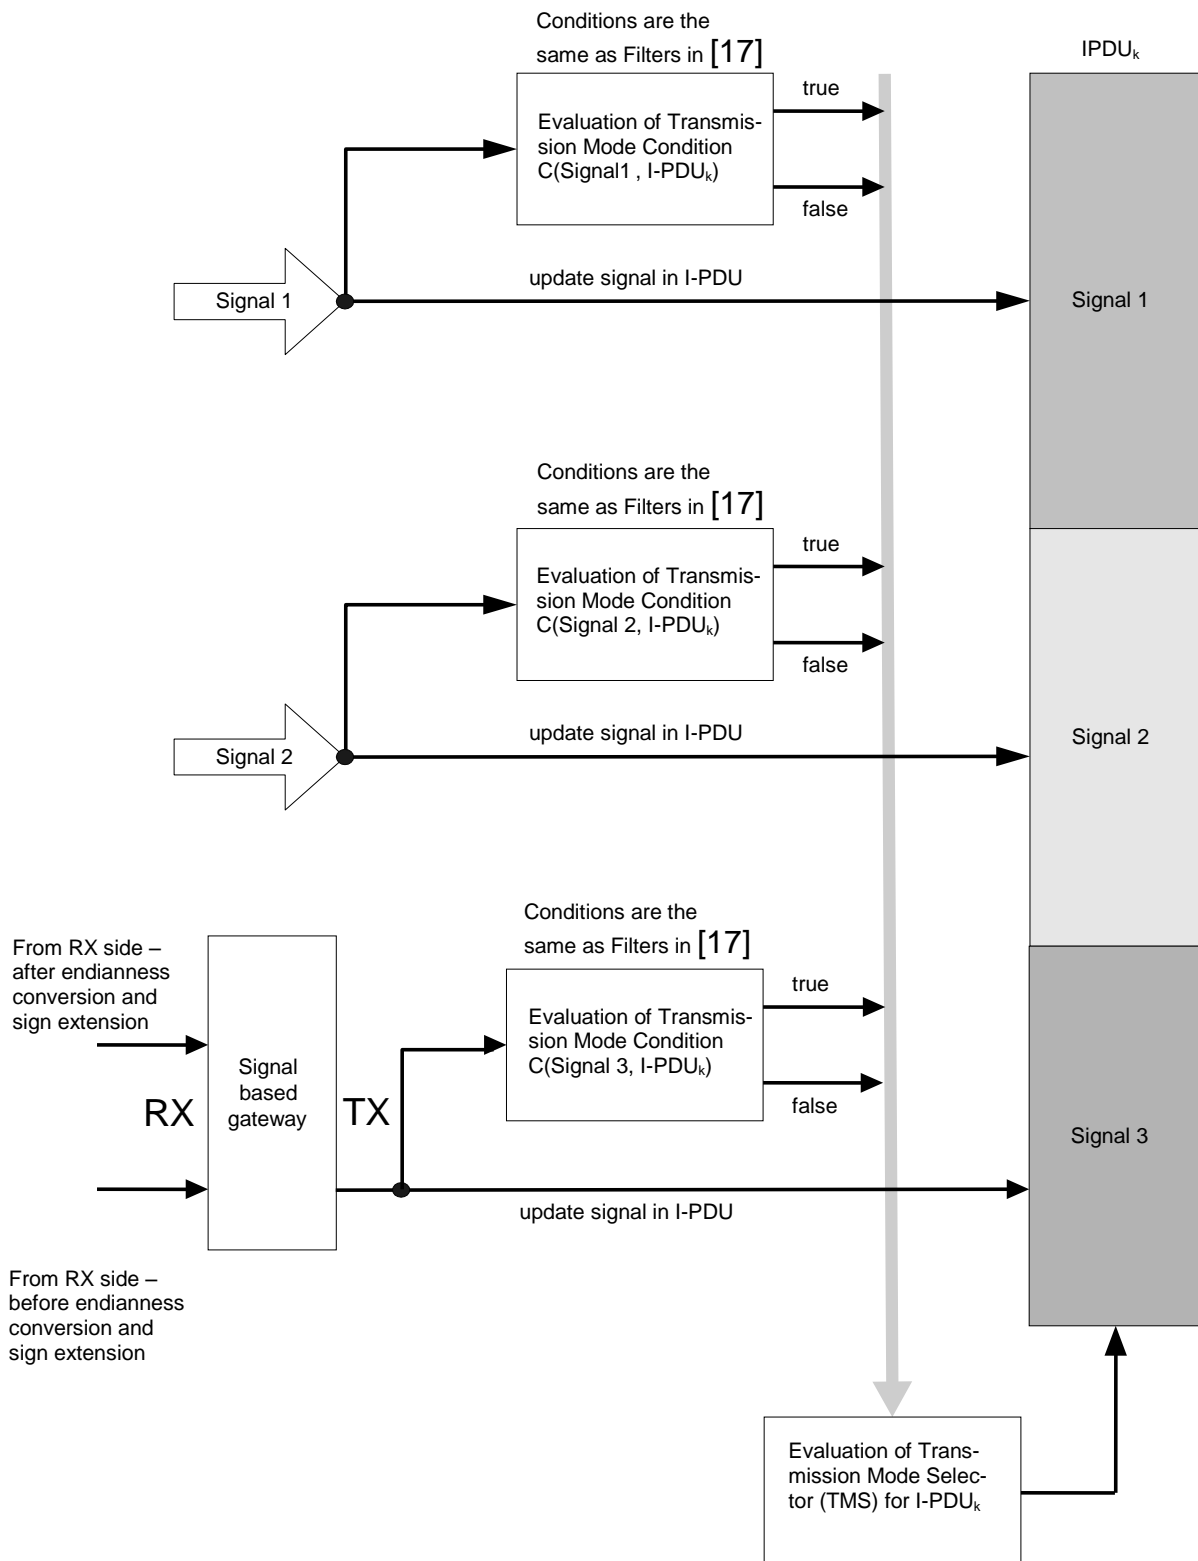 Conditions are the
same as Filters in [17]
IPDUk
true
Evaluation of Transmis-
sion Mode Condition
C(Signal1 , I-PDUk)
false
update signal in I-PDU
Signal 1
Signal 1
Conditions are the
same as Filters in [17]
true
Evaluation of Transmis-
sion Mode Condition
C(Signal 2, I-PDUk)
false
update signal in I-PDU
Signal 2
Signal 2
Conditions are the
same as Filters in [17]
From RX side –
after endianness
conversion and
sign extension
true
Evaluation of Transmis-
sion Mode Condition
C(Signal 3, I-PDUk)
false
Signal
based
gateway
RX
TX
Signal 3
update signal in I-PDU
From RX side –
before endianness
conversion and
sign extension
Evaluation of Trans-
mission Mode Selec-
tor (TMS) for I-PDUk